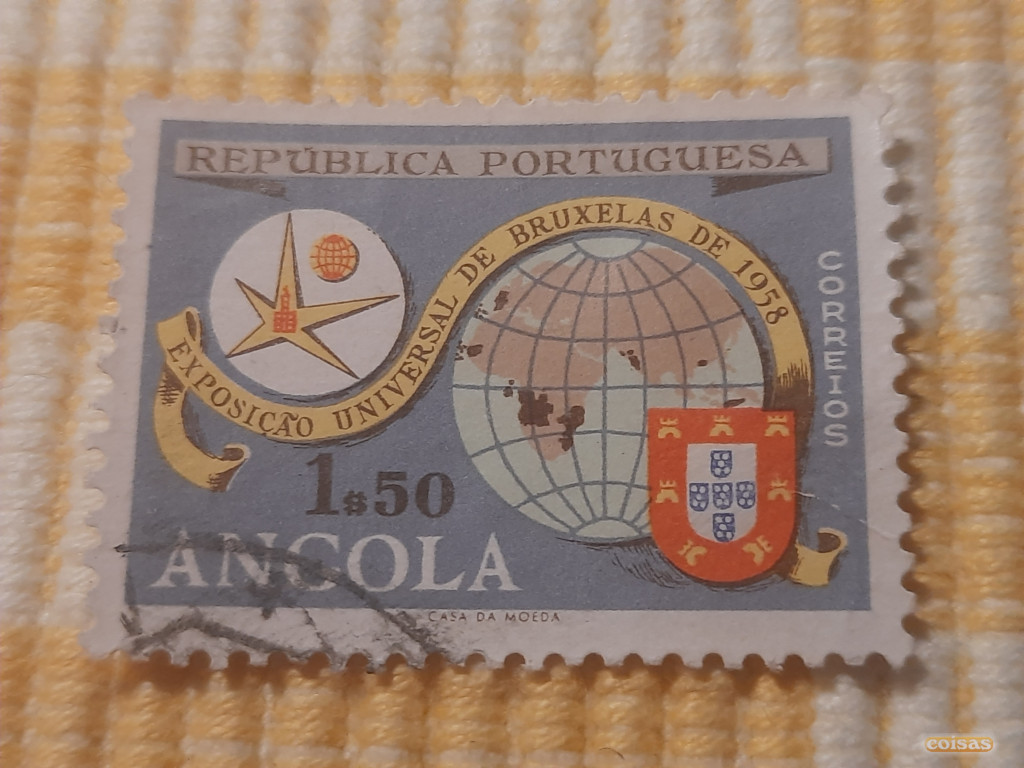 REPÚBLICA PORTUGUESA
EXPOSIÇÃO UNIVERSAL DE BRUXELAS DE 1958
CORREIOS
1$50
ANGOLA
CASA DA MOEDA
coisas